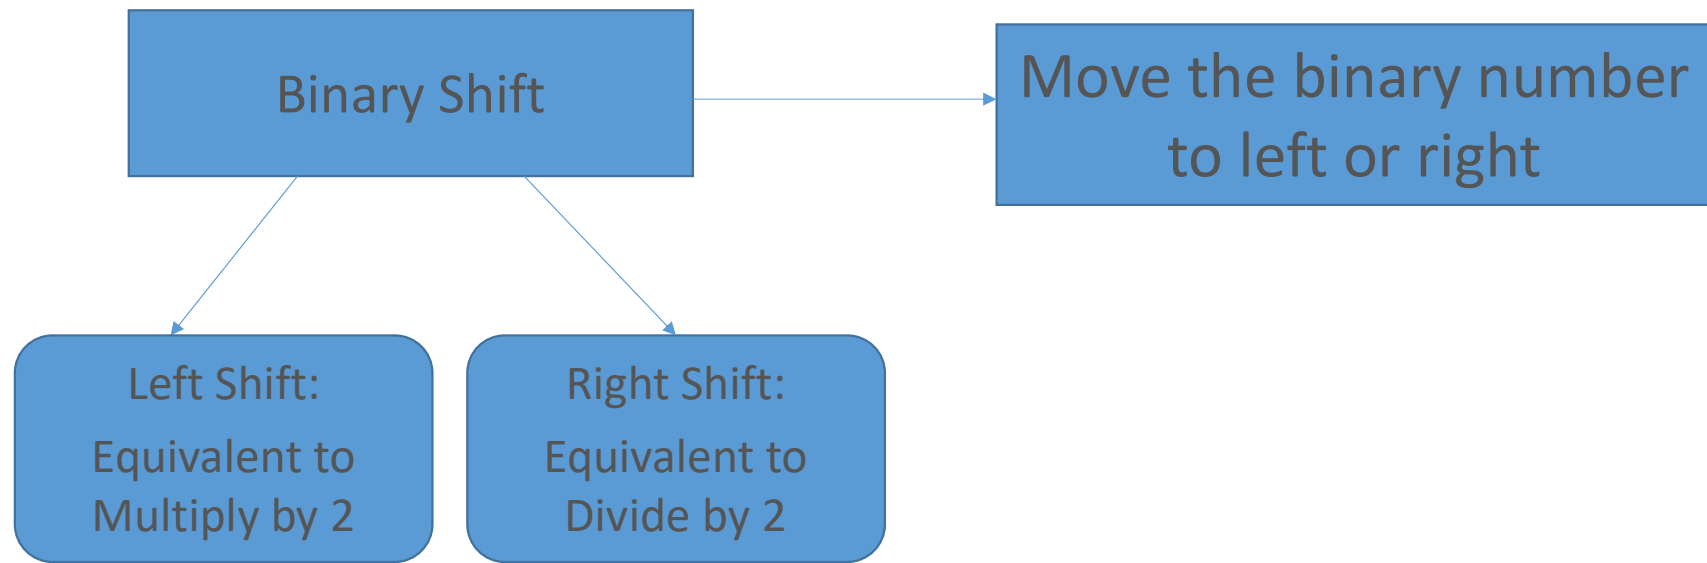 Binary Shift
Move the binary number
to left or right
Left Shift:
Equivalent to
Multiply by 2
Right Shift:
Equivalent to
Divide by 2